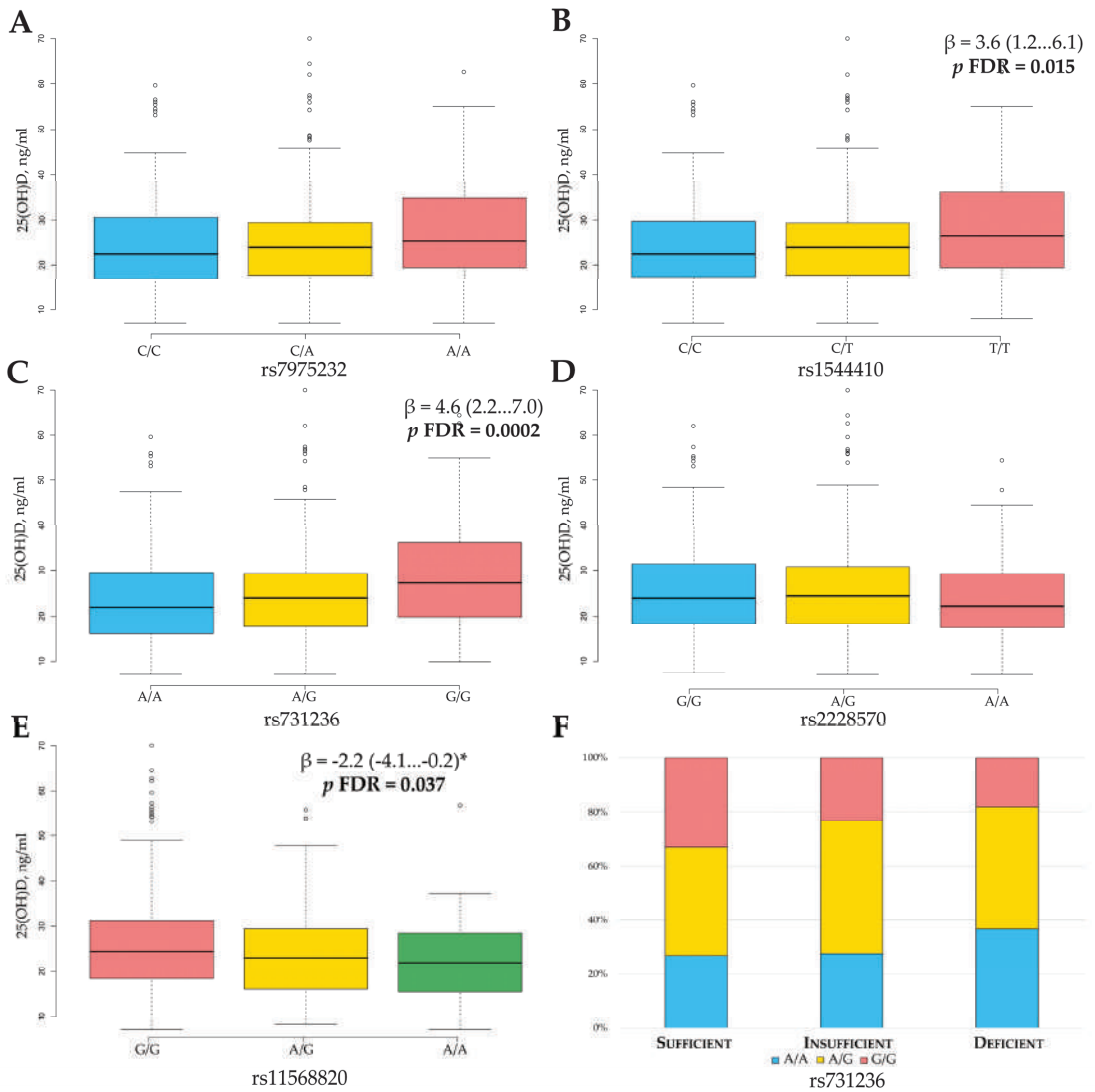 A
70
60
50
40
30
20
10
25(OH)D, ng/ml
C/C C/A A/A
rs7975232
B
β = 3.6 (1.2...6.1)
p FDR = 0.015
70
60
50
40
30
20
10
25(OH)D, ng/ml
C/C C/T T/T
rs1544410
C
β = 4.6 (2.2...7.0)
p FDR = 0.0002
70
60
50
40
30
20
10
25(OH)D, ng/ml
A/A A/G G/G
rs731236
D
70
60
50
40
30
20
10
25(OH)D, ng/ml
G/G A/G A/A
rs2228570
E
β = -2.2 (-4.1...-0.2)*
p FDR = 0.037
70
60
50
40
30
20
10
25(OH)D, ng/ml
G/G A/G A/A
rs11568820
F
100%
80%
60%
40%
20%
0%
SUFFICIENT INSUFFICIENT DEFICIENT
A/A A/G G/G
rs731236